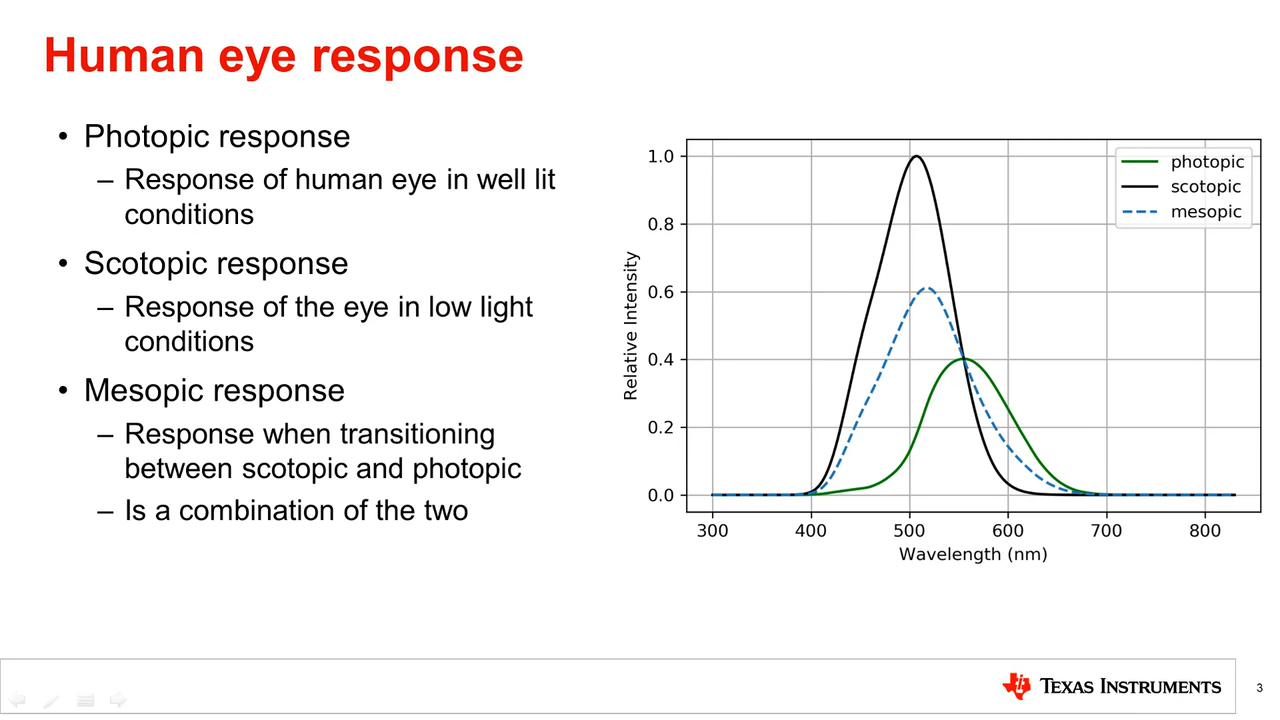 Human eye response
• Photopic response
– Response of human eye in well lit
conditions
• Scotopic response
– Response of the eye in low light
conditions
• Mesopic response
– Response when transitioning
between scotopic and photopic
– Is a combination of the two
Relative Intensity
1.0
0.8
0.6
0.4
0.2
0.0
photopic
scotopic
mesopic
300 400 500 600 700 800
Wavelength (nm)
TEXAS INSTRUMENTS
3